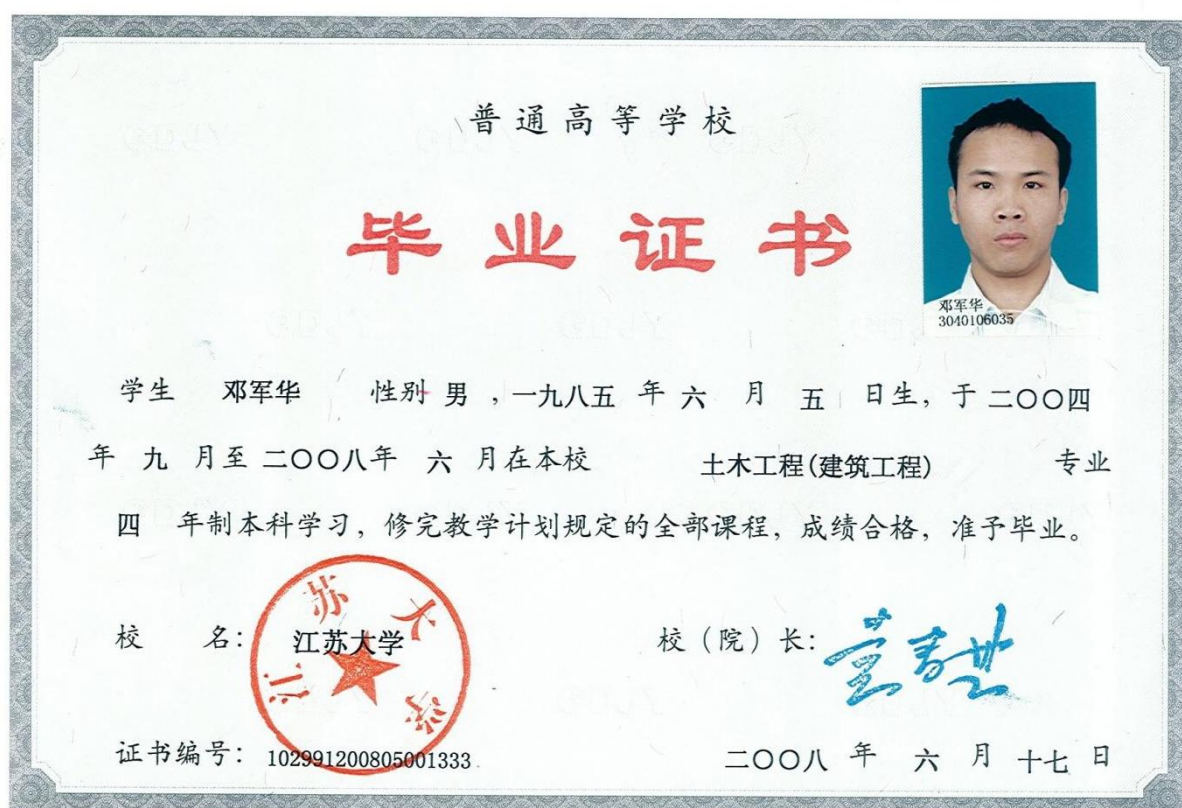 普通高等学校
毕业证书
邓军华
3040106035
学生 邓军华 性别 男 ，一九八五 年 六 月 五 日生，于 二〇〇四
年 九 月至 二〇〇八年 六 月在本校 土木工程(建筑工程) 专业
四 年制本科学习，修完教学计划规定的全部课程，成绩合格，准予毕业。
江苏大学
校 名： 江苏大学 校（院）长：
证书编号： 102991200805001333 二〇〇八 年 六 月 十七 日